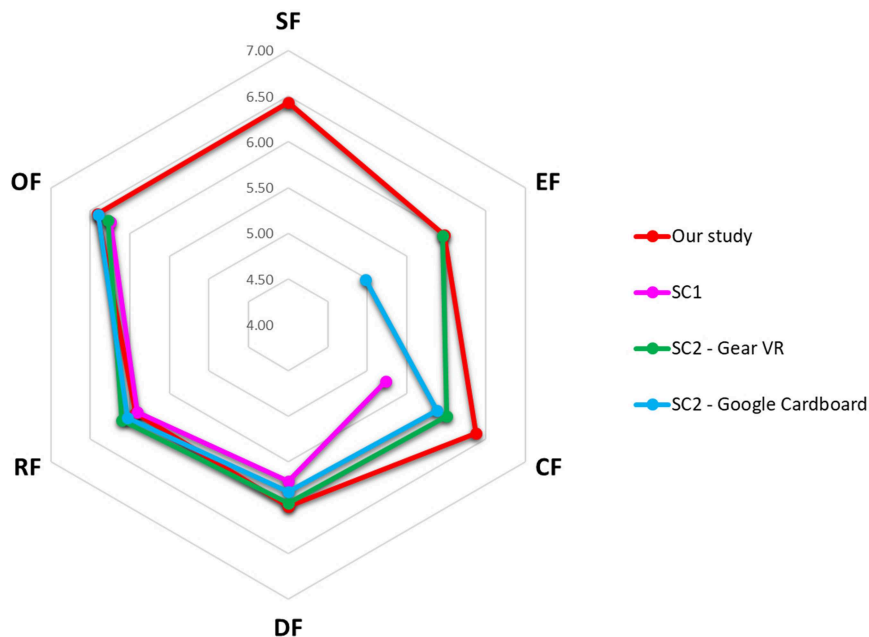 SF
7.00
6.50
6.00
5.50
5.00
4.50
4.00
OF
EF
RF
CF
DF
Our study
SC1
SC2 - Gear VR
SC2 - Google Cardboard